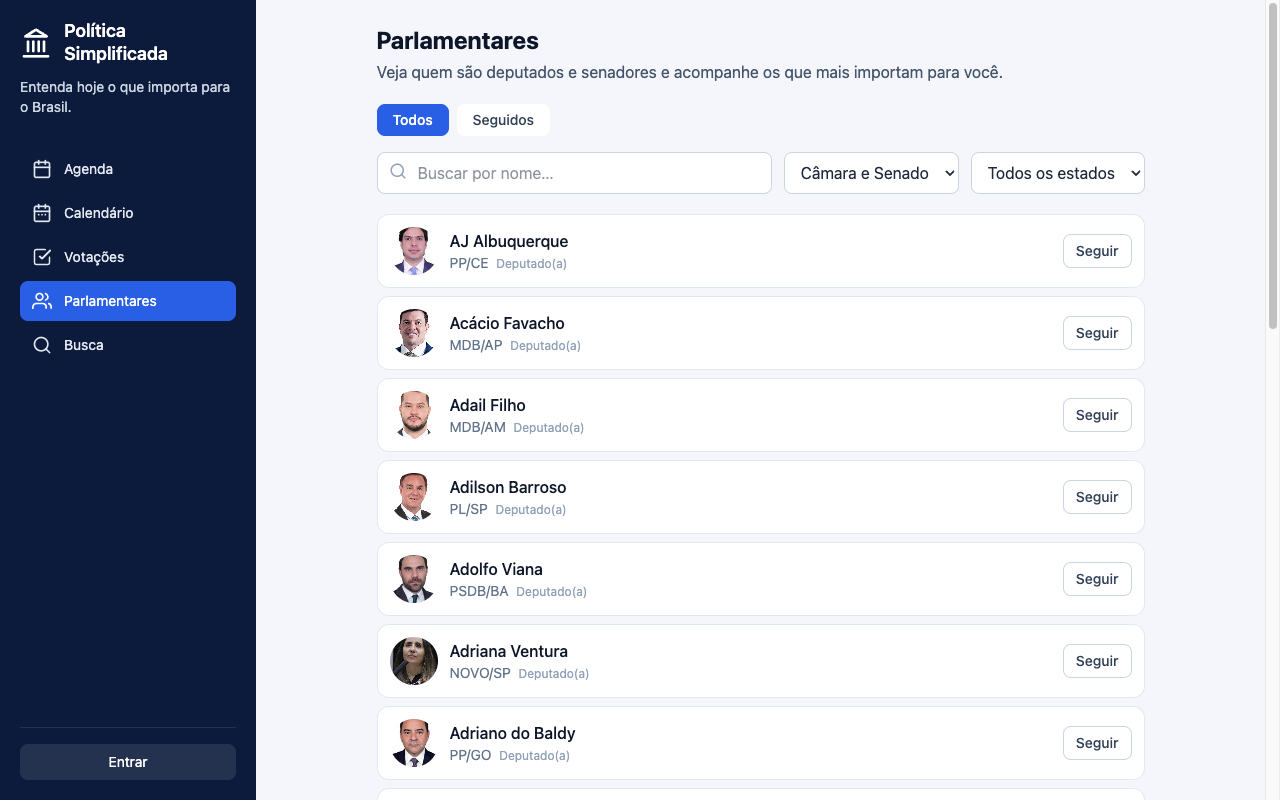 Política
Simplificada
Entenda hoje o que importa para
o Brasil.
Agenda
Calendário
Votações
Parlamentares
Busca
Entrar
Parlamentares
Veja quem são deputados e senadores e acompanhe os que mais importam para você.
Todos
Seguidos
Buscar por nome...
Câmara e Senado
Todos os estados
AJ Albuquerque
PP/CE Deputado(a)
Seguir
Acácio Favacho
MDB/AP Deputado(a)
Seguir
Adail Filho
MDB/AM Deputado(a)
Seguir
Adilson Barroso
PL/SP Deputado(a)
Seguir
Adolfo Viana
PSDB/BA Deputado(a)
Seguir
Adriana Ventura
NOVO/SP Deputado(a)
Seguir
Adriano do Baldy
PP/GO Deputado(a)
Seguir